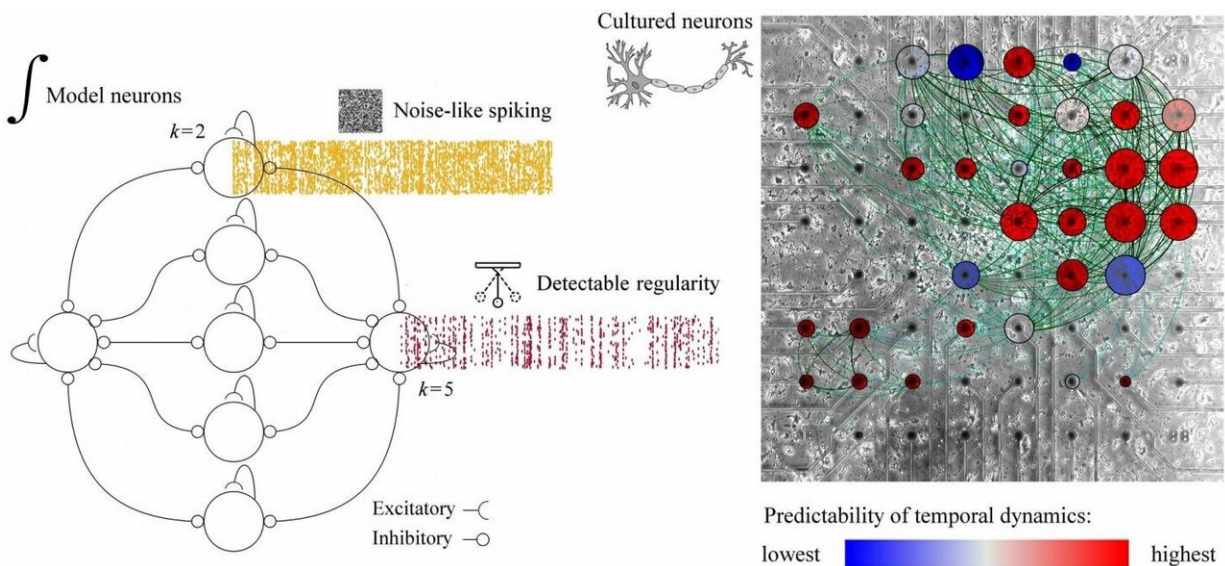 ∫ Model neurons
k=2
Noise-like spiking
Detectable regularity
k=5
Excitatory
Inhibitory
Cultured neurons
88
Predictability of temporal dynamics:
lowest
highest